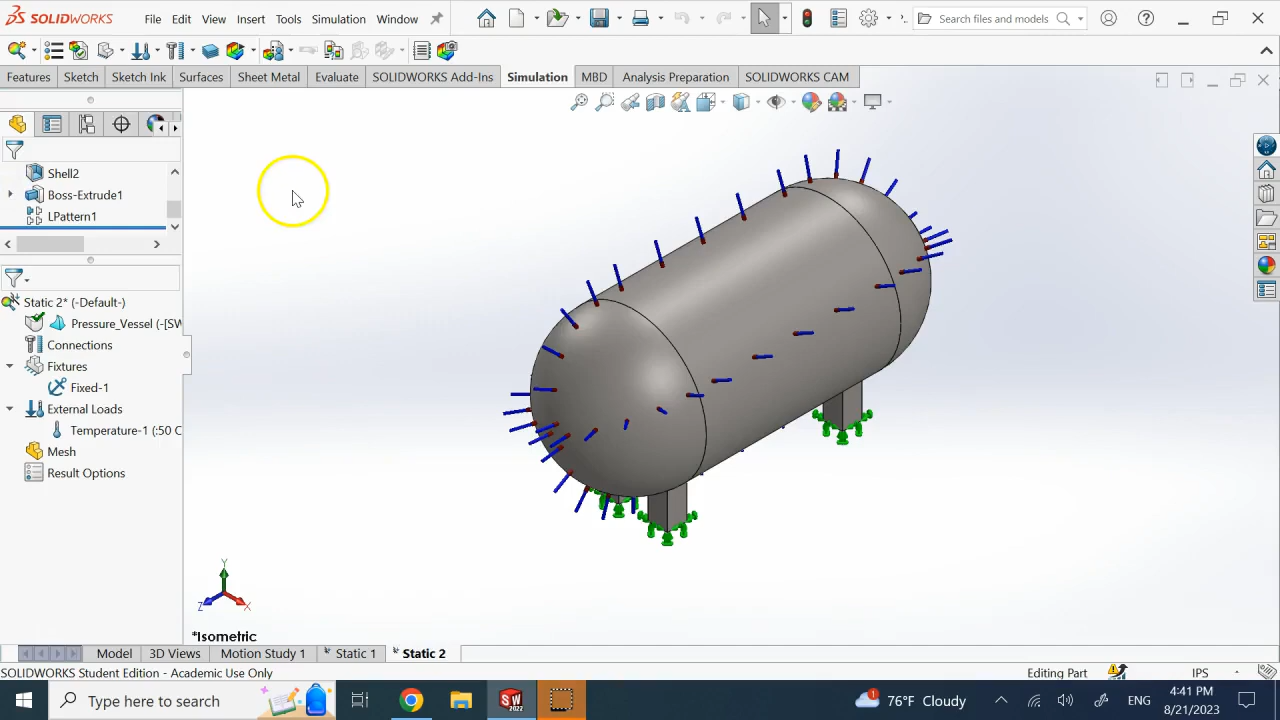 SOLIDWORKS File Edit View Insert Tools Simulation Window Search files and models
Features Sketch Sketch Ink Surfaces Sheet Metal Evaluate SOLIDWORKS Add-Ins Simulation MBD Analysis Preparation SOLIDWORKS CAM
Shell2
Boss-Extrude1
LPattern1
Static 2* (-Default-)
Pressure_Vessel (-[SW
Connections
Fixtures
Fixed-1
External Loads
Temperature-1 (:50 C
Mesh
Result Options
Y
Z
X
*Isometric
Model 3D Views Motion Study 1 Static 1 Static 2
SOLIDWORKS Student Edition - Academic Use Only Editing Part IPS
Type here to search SW 2022 1 76°F Cloudy ENG 4:41 PM
8/21/2023